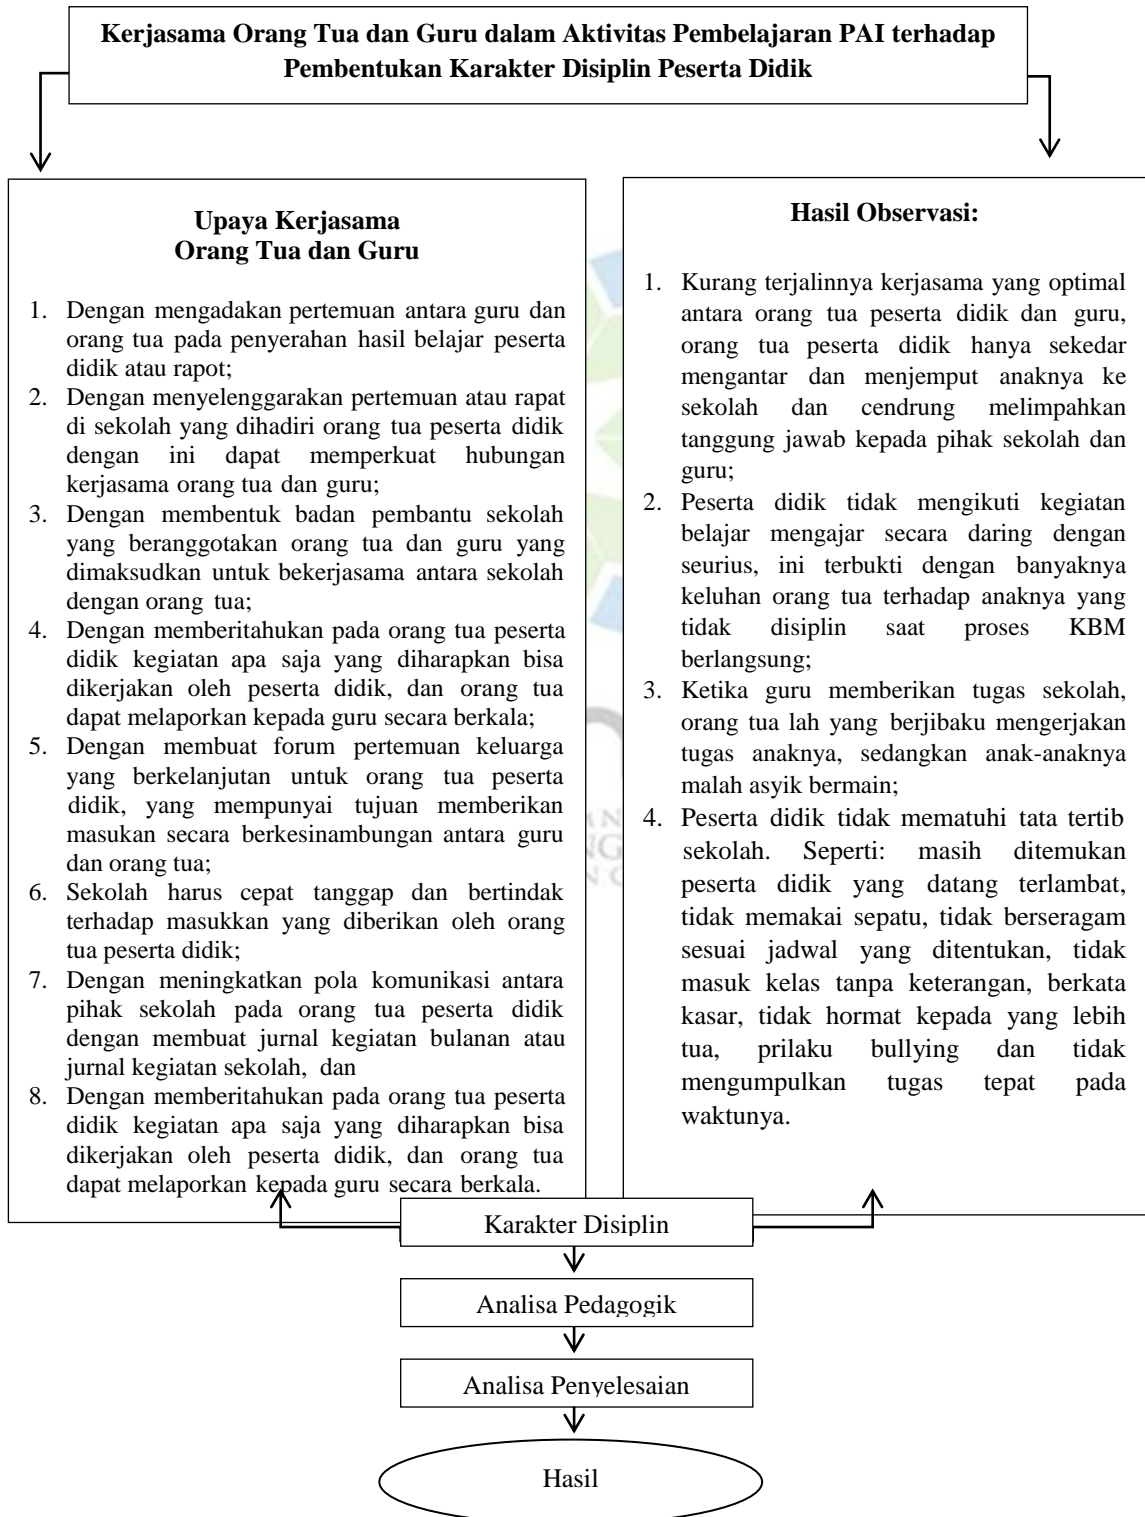 Kerjasama Orang Tua dan Guru dalam Aktivitas Pembelajaran PAI terhadap
Pembentukan Karakter Disiplin Peserta Didik
Upaya Kerjasama
Orang Tua dan Guru
1. Dengan mengadakan pertemuan antara guru dan
orang tua pada penyerahan hasil belajar peserta
didik atau rapot;
2. Dengan menyelenggarakan pertemuan atau rapat
di sekolah yang dihadiri orang tua peserta didik
dengan ini dapat memperkuat hubungan
kerjasama orang tua dan guru;
3. Dengan membentuk badan pembantu sekolah
yang beranggotakan orang tua dan guru yang
dimaksudkan untuk bekerjasama antara sekolah
dengan orang tua;
4. Dengan memberitahukan pada orang tua peserta
didik kegiatan apa saja yang diharapkan bisa
dikerjakan oleh peserta didik, dan orang tua
dapat melaporkan kepada guru secara berkala;
5. Dengan membuat forum pertemuan keluarga
yang berkelanjutan untuk orang tua peserta
didik, yang mempunyai tujuan memberikan
masukan secara berkesinambungan antara guru
dan orang tua;
6. Sekolah harus cepat tanggap dan bertindak
terhadap masukkan yang diberikan oleh orang
tua peserta didik;
7. Dengan meningkatkan pola komunikasi antara
pihak sekolah pada orang tua peserta didik
dengan membuat jurnal kegiatan bulanan atau
jurnal kegiatan sekolah, dan
8. Dengan memberitahukan pada orang tua peserta
didik kegiatan apa saja yang diharapkan bisa
dikerjakan oleh peserta didik, dan orang tua
dapat melaporkan kepada guru secara berkala.
Hasil Observasi:
1. Kurang terjalinnya kerjasama yang optimal
antara orang tua peserta didik dan guru,
orang tua peserta didik hanya sekedar
mengantar dan menjemput anaknya ke
sekolah dan cendrung melimpahkan
tanggung jawab kepada pihak sekolah dan
guru;
2. Peserta didik tidak mengikuti kegiatan
belajar mengajar secara daring dengan
seurius, ini terbukti dengan banyaknya
keluhan orang tua terhadap anaknya yang
tidak disiplin saat proses KBM
berlangsung;
3. Ketika guru memberikan tugas sekolah,
orang tua lah yang berjibaku mengerjakan
tugas anaknya, sedangkan anak-anaknya
malah asyik bermain;
4. Peserta didik tidak mematuhi tata tertib
sekolah. Seperti: masih ditemukan
peserta didik yang datang terlambat,
tidak memakai sepatu, tidak berseragam
sesuai jadwal yang ditentukan, tidak
masuk kelas tanpa keterangan, berkata
kasar, tidak hormat kepada yang lebih
tua, prilaku bullying dan tidak
mengumpulkan tugas tepat pada
waktunya.
Karakter Disiplin
Analisa Pedagogik
Analisa Penyelesaian
Hasil